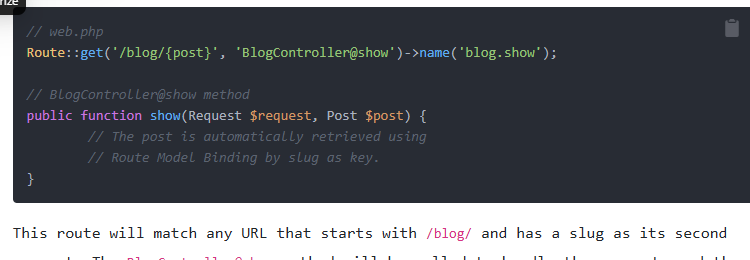 // web.php
Route::get('/blog/{post}', 'BlogController@show')->name('blog.show');
// BlogController@show method
public function show(Request $request, Post $post) {
// The post is automatically retrieved using
// Route Model Binding by slug as key.
}
This route will match any URL that starts with /blog/ and has a slug as its second